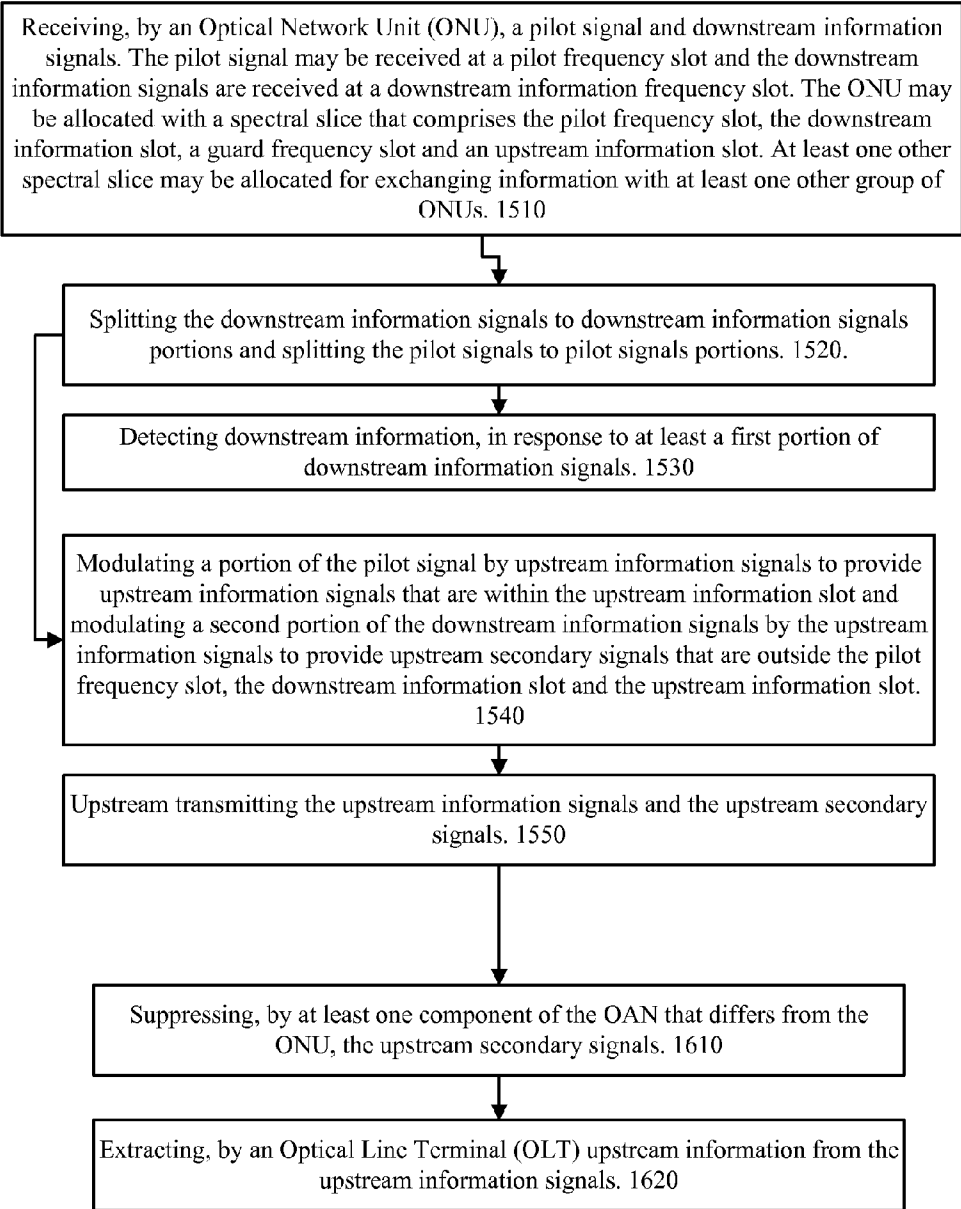 Receiving, by an Optical Network Unit (ONU), a pilot signal and downstream information
signals. The pilot signal may be received at a pilot frequency slot and the downstream
information signals are received at a downstream information frequency slot. The ONU may
be allocated with a spectral slice that comprises the pilot frequency slot, the downstream
information slot, a guard frequency slot and an upstream information slot. At least one other
spectral slice may be allocated for exchanging information with at least one other group of
ONUs. 1510
Splitting the downstream information signals to downstream information signals
portions and splitting the pilot signals to pilot signals portions. 1520.
Detecting downstream information, in response to at least a first portion of
downstream information signals. 1530
Modulating a portion of the pilot signal by upstream information signals to provide
upstream information signals that are within the upstream information slot and
modulating a second portion of the downstream information signals by the upstream
information signals to provide upstream secondary signals that are outside the pilot
frequency slot, the downstream information slot and the upstream information slot.
1540
Upstream transmitting the upstream information signals and the upstream secondary
signals. 1550
Suppressing, by at least one component of the OAN that differs from the
ONU, the upstream secondary signals. 1610
Extracting, by an Optical Line Terminal (OLT) upstream information from the
upstream information signals. 1620